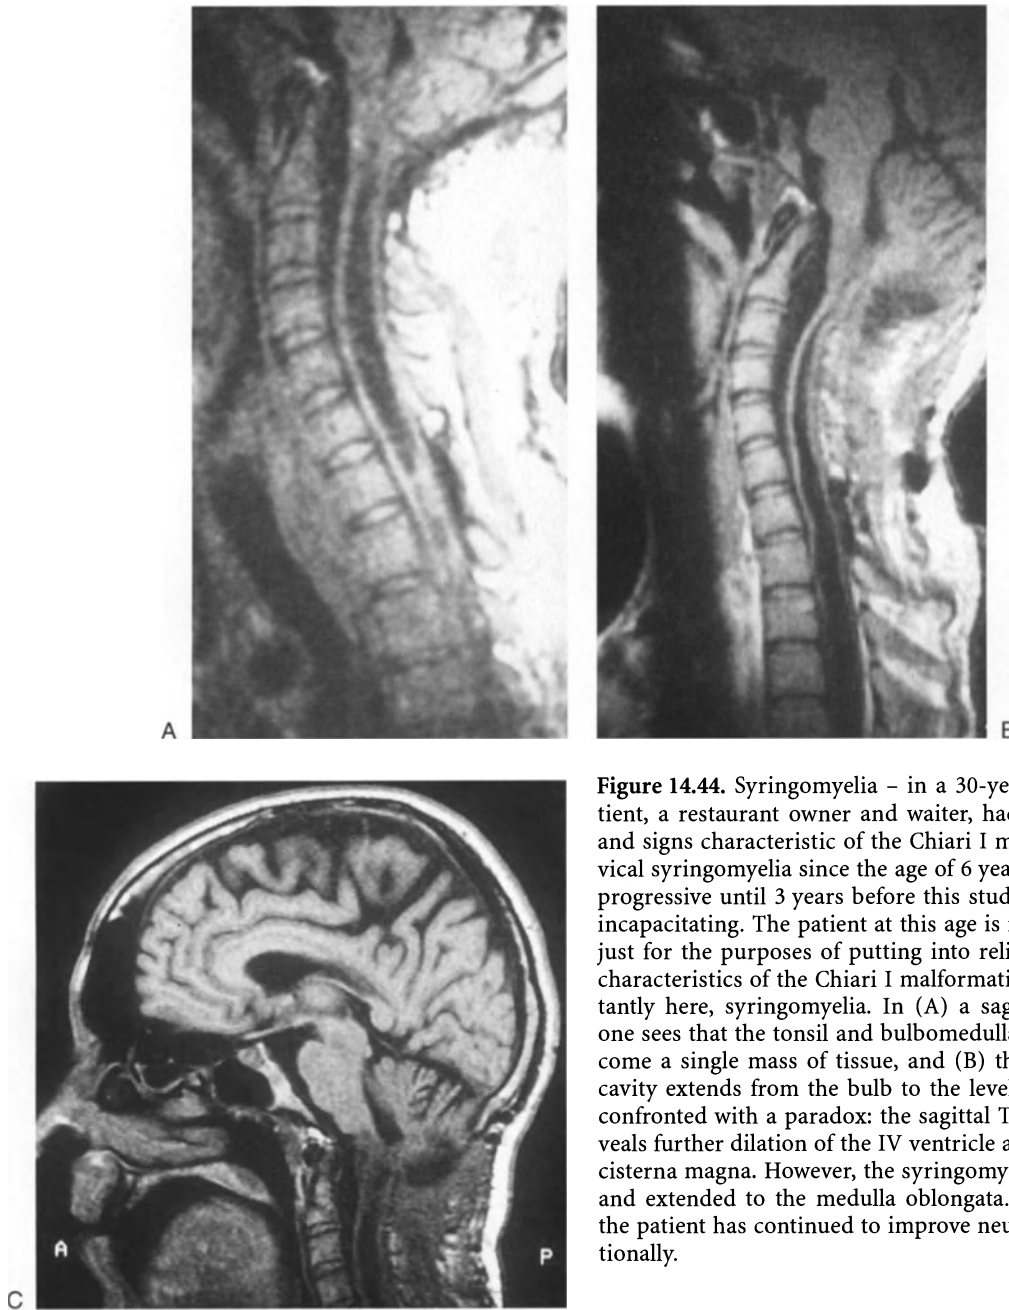 A
B
Figure 14.44. Syringomyelia – in a 30-ye
tient, a restaurant owner and waiter, ha
and signs characteristic of the Chiari I m
vical syringomyelia since the age of 6 yea
progressive until 3 years before this stud
incapacitating. The patient at this age is
just for the purposes of putting into reli
characteristics of the Chiari I malformati
tantly here, syringomyelia. In (A) a sag
one sees that the tonsil and bulbomedull
come a single mass of tissue, and (B) th
cavity extends from the bulb to the level
confronted with a paradox: the sagittal T
veals further dilation of the IV ventricle a
cisterna magna. However, the syringomy
and extended to the medulla oblongata.
the patient has continued to improve neu
tionally.
A
P
C